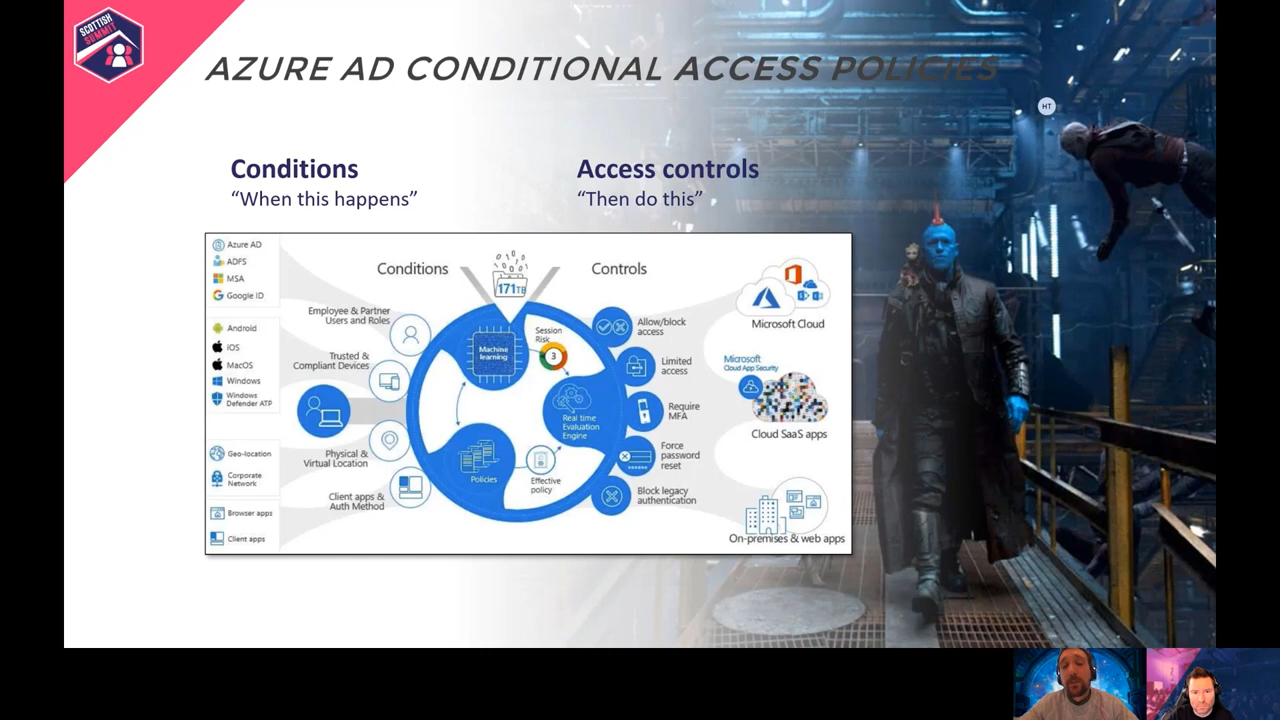 SCOTTISH
SUMMIT
AZURE AD CONDITIONAL ACCESS POLICIES
HT
Conditions
“When this happens”
Access controls
“Then do this”
Azure AD
ADFS
MSA
Google ID
Android
iOS
MacOS
Windows
Windows
Defender ATP
Geo-location
Corporate
Network
Browser apps
Client apps
Conditions
Employee & Partner
Users and Roles
Trusted &
Compliant Devices
Physical &
Virtual Location
Client apps &
Auth Method
171TB
Machine
learning
Session
Risk
3
Real time
Evaluation
Engine
Policies
Effective
policy
Controls
Allow/block
access
Limited
access
Require
MFA
Force
password
reset
Block legacy
authentication
Microsoft Cloud
Microsoft
Cloud App Security
Cloud SaaS apps
On-premises & web apps